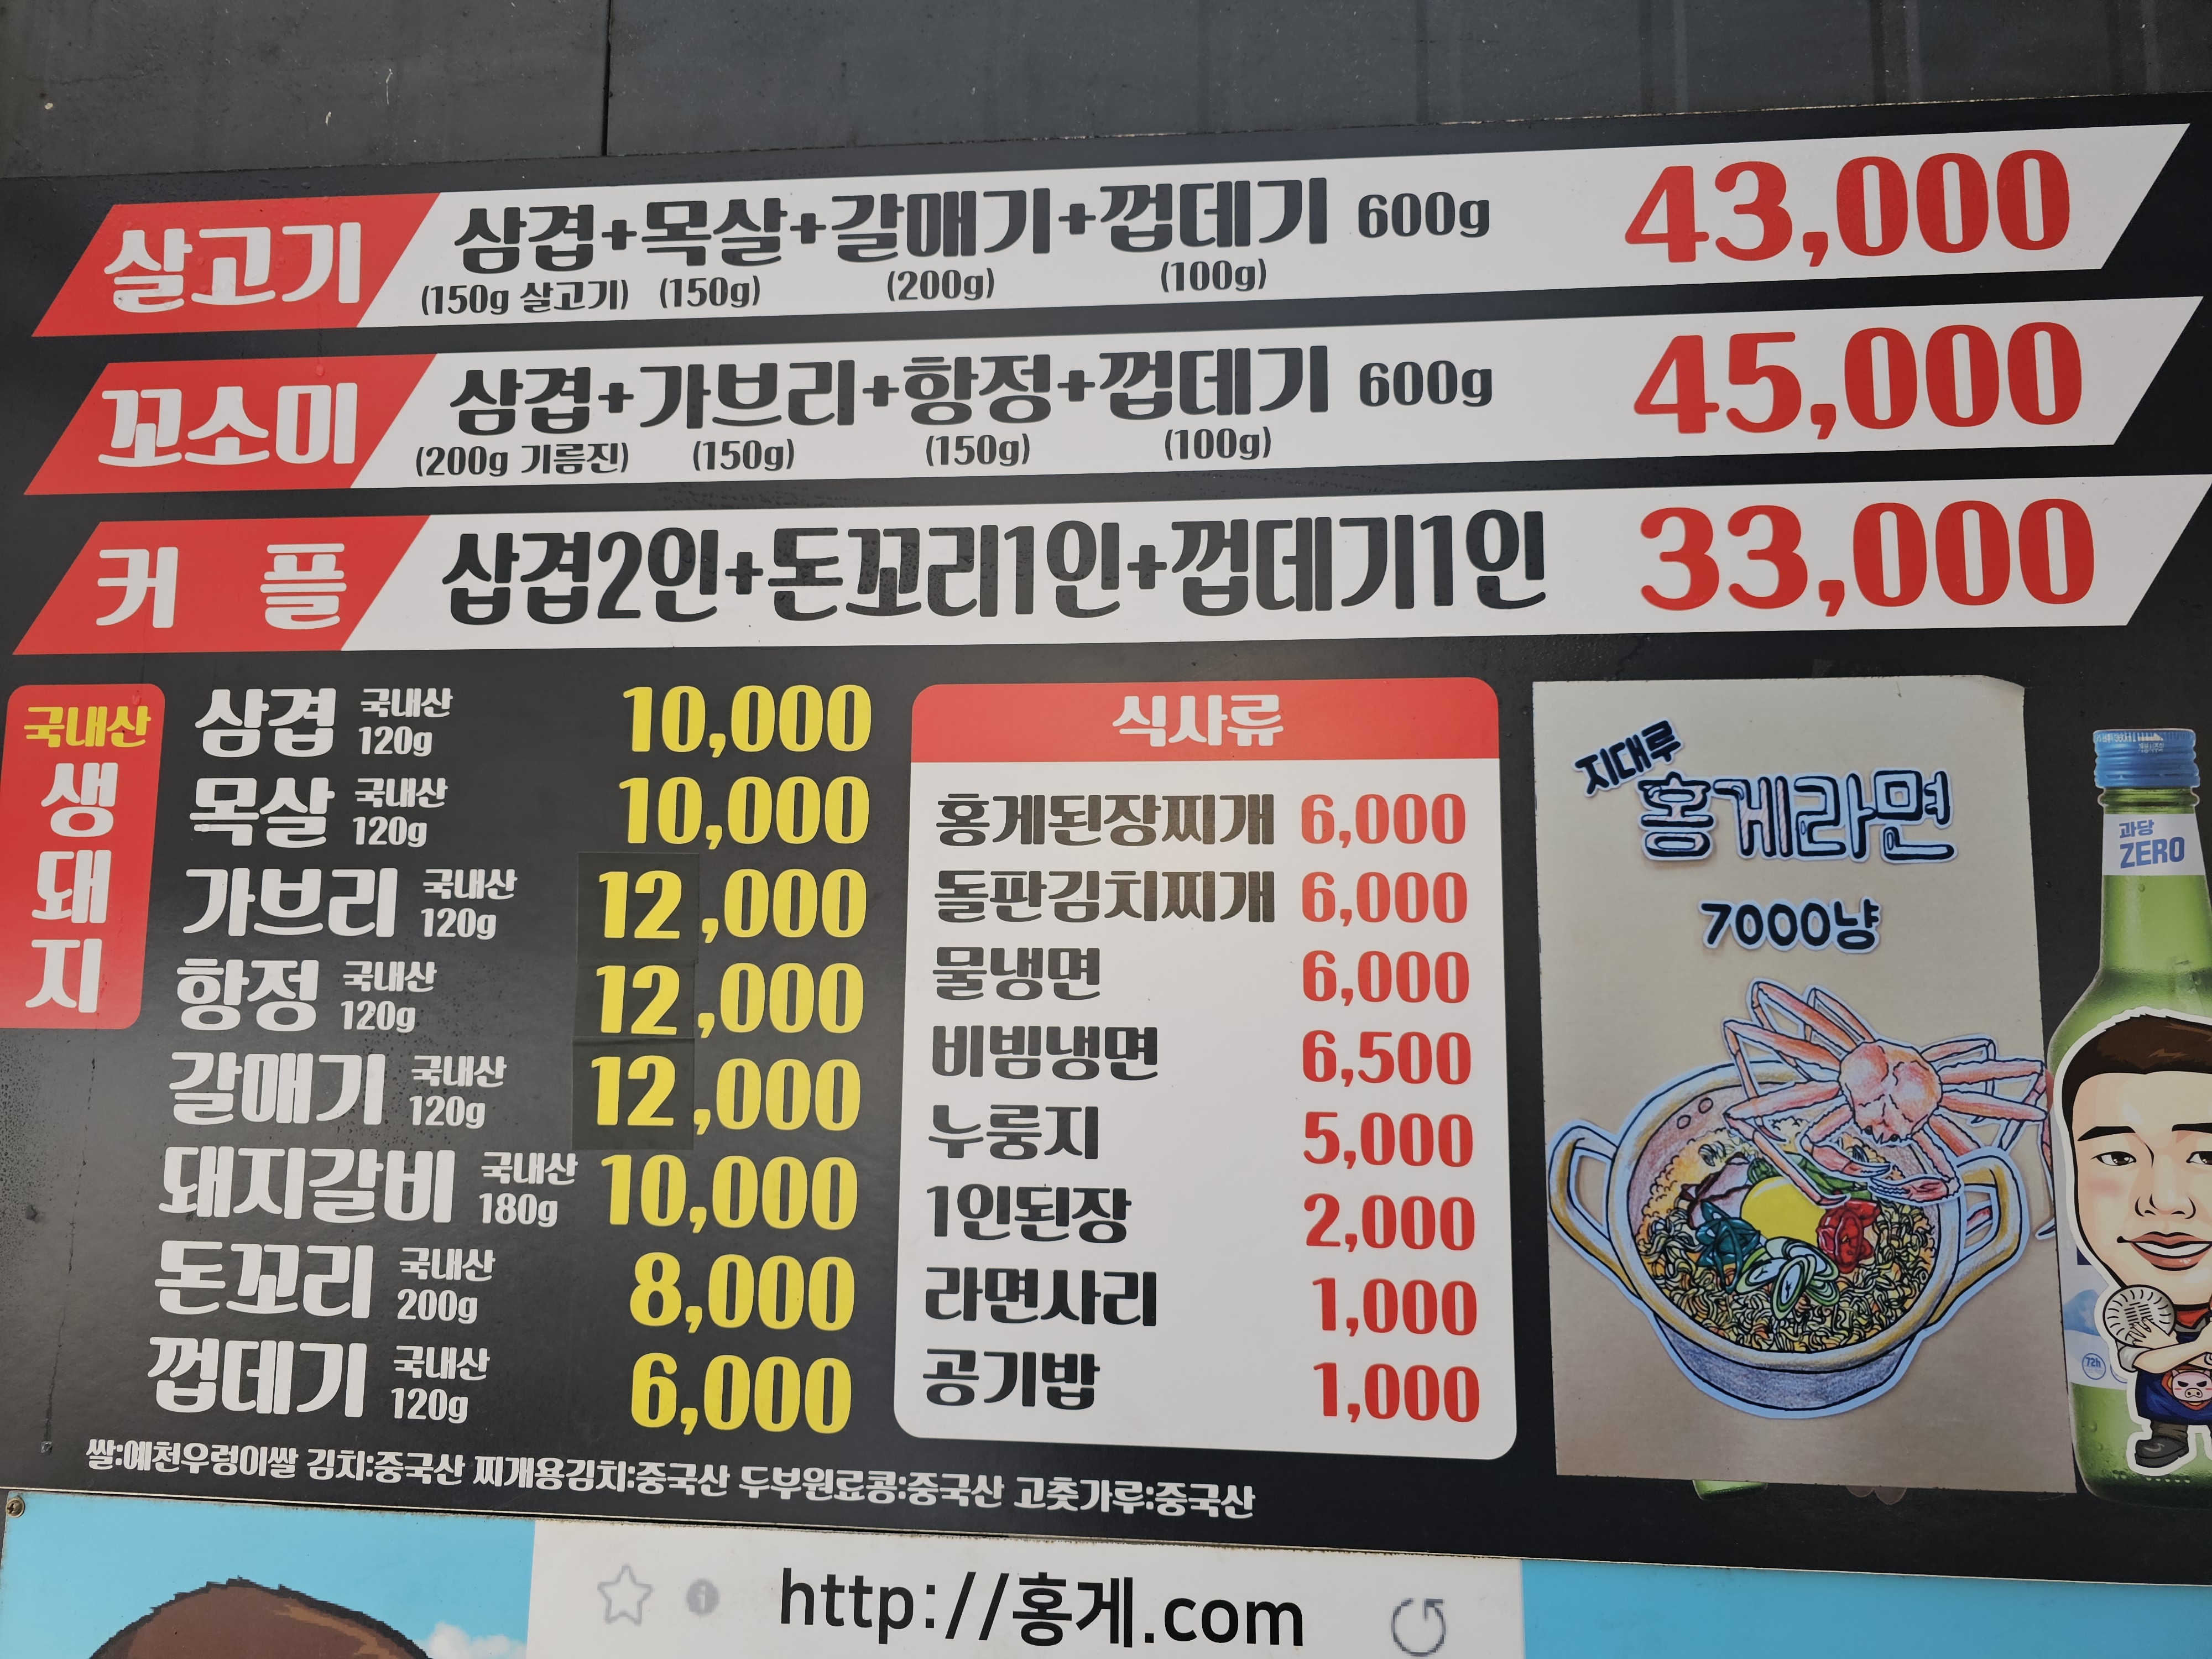 살고기 삼겹+목살+갈매기+껍데기 600g 43,000
(150g 살고기) (150g) (200g) (100g)
꼬소미 삼겹+가브리+항정+껍데기 600g 45,000
(200g 기름진) (150g) (150g) (100g)
커 플 삽겹2인+돈꼬리1인+껍데기1인 33,000
국내산
생돼지
삼겹 국내산 120g 10,000
목살 국내산 120g 10,000
가브리 국내산 120g 12,000
항정 국내산 120g 12,000
갈매기 국내산 120g 12,000
돼지갈비 국내산 180g 10,000
돈꼬리 국내산 200g 8,000
껍데기 국내산 120g 6,000
식사류
홍게된장찌개 6,000
돌판김치찌개 6,000
물냉면 6,000
비빔냉면 6,500
누룽지 5,000
1인된장 2,000
라면사리 1,000
공기밥 1,000
지대루
홍게라면
7000냥
과당
ZERO
72h
쌀:예천우렁이쌀 김치:중국산 찌개용김치:중국산 두부원료콩:중국산 고춧가루:중국산
http://홍게.com